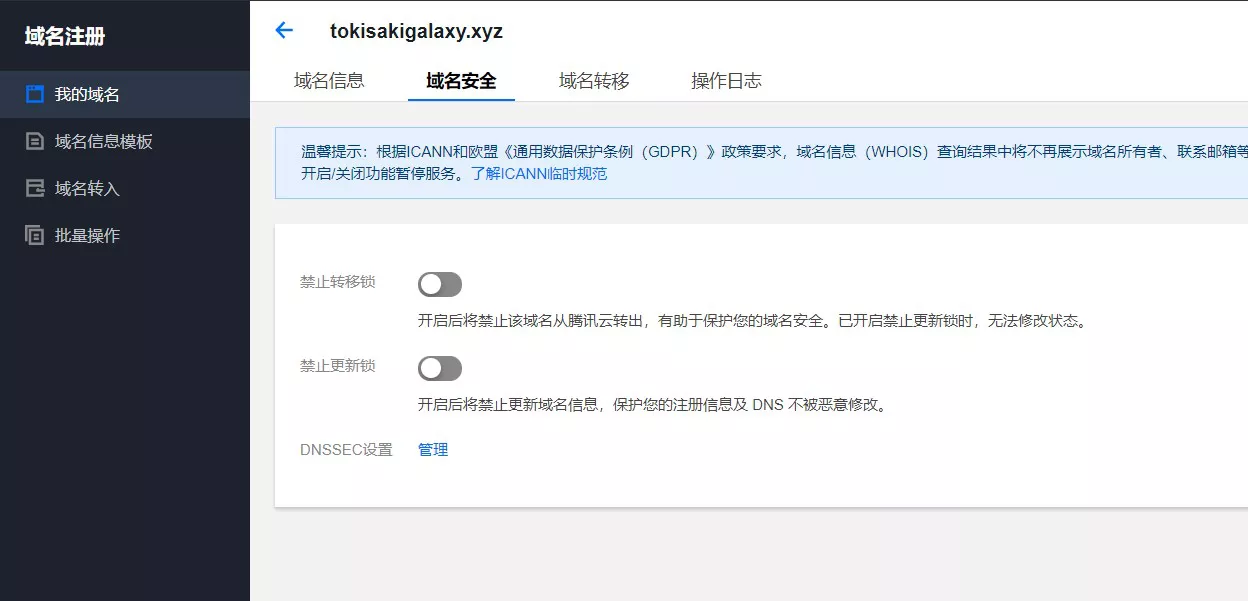 域名注册
我的域名
域名信息模板
域名转入
批量操作
tokisakigalaxy.xyz
域名信息
域名安全
域名转移
操作日志
温馨提示：根据ICANN和欧盟《通用数据保护条例（GDPR）》政策要求，域名信息（WHOIS）查询结果中将不再展示域名所有者、联系邮箱等
开启/关闭功能暂停服务。了解ICANN临时规范
禁止转移锁
开启后将禁止该域名从腾讯云转出，有助于保护您的域名安全。已开启禁止更新锁时，无法修改状态。
禁止更新锁
开启后将禁止更新域名信息，保护您的注册信息及 DNS 不被恶意修改。
DNSSEC设置 管理